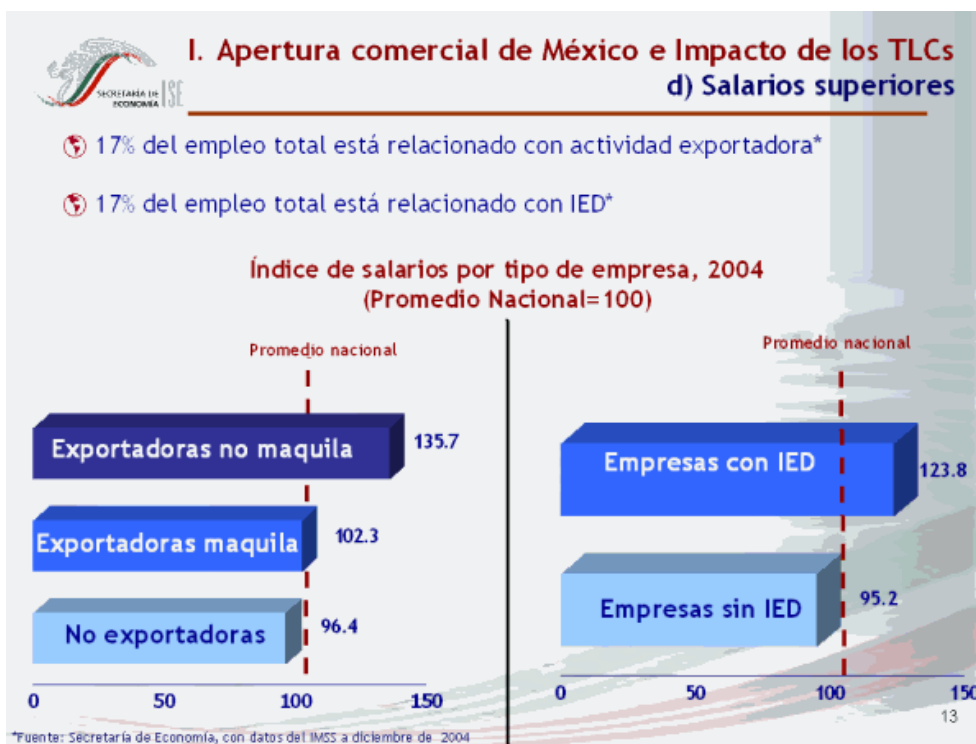 SECRETARÍA DE
ECONOMÍA
ISE
I. Apertura comercial de México e Impacto de los TLCs
d) Salarios superiores
17% del empleo total está relacionado con actividad exportadora*
17% del empleo total está relacionado con IED*
Índice de salarios por tipo de empresa, 2004
(Promedio Nacional=100)
Promedio nacional
Exportadoras no maquila 135.7
Exportadoras maquila 102.3
No exportadoras 96.4
0 50 100 150
Promedio nacional
Empresas con IED 123.8
Empresas sin IED 95.2
0 50 100 150
13
*Fuente: Secretaría de Economía, con datos del IMSS a diciembre de 2004